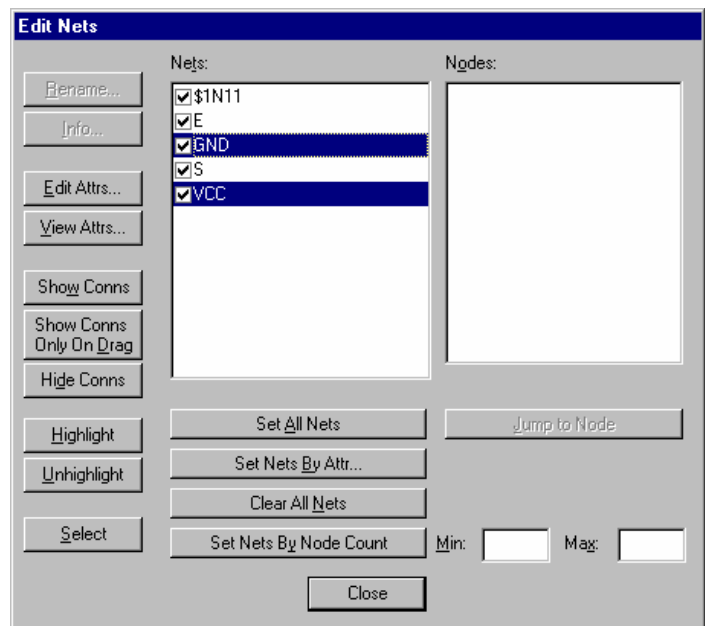 Edit Nets
Nets:
Nodes:
Rename...
Info...
Edit Attrs...
View Attrs...
Show Conns
Show Conns
Only On Drag
Hide Conns
Highlight
Unhighlight
Select
$1N11
E
GND
S
VCC
Set All Nets
Jump to Node
Set Nets By Attr...
Clear All Nets
Set Nets By Node Count
Min:
Max:
Close